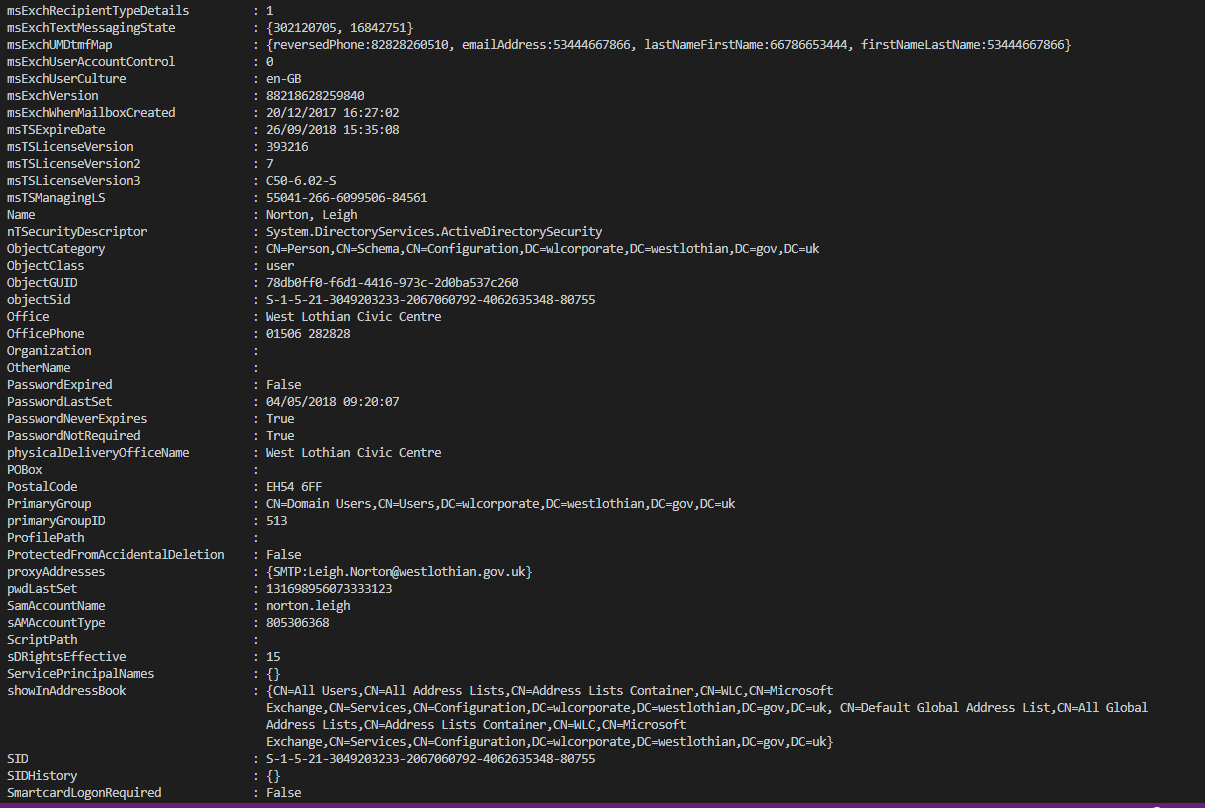 msExchRecipientTypeDetails : 1
msExchTextMessagingState : {302120705, 16842751}
msExchUMDtmfMap : {reversedPhone:82828260510, emailAddress:53444667866, lastNameFirstName:66786653444, firstNameLastName:53444667866}
msExchUserAccountControl : 0
msExchUserCulture : en-GB
msExchVersion : 88218628259840
msExchWhenMailboxCreated : 20/12/2017 16:27:02
msTSExpireDate : 26/09/2018 15:35:08
msTSLicenseVersion : 393216
msTSLicenseVersion2 : 7
msTSLicenseVersion3 : C50-6.02-S
msTSManagingLS : 55041-266-6099506-84561
Name : Norton, Leigh
nTSecurityDescriptor : System.DirectoryServices.ActiveDirectorySecurity
ObjectCategory : CN=Person,CN=Schema,CN=Configuration,DC=wlcorporate,DC=westlothian,DC=gov,DC=uk
ObjectClass : user
ObjectGUID : 78db0ff0-f6d1-4416-973c-2d0ba537c260
objectSid : S-1-5-21-3049203233-2067060792-4062635348-80755
Office : West Lothian Civic Centre
OfficePhone : 01506 282828
Organization :
OtherName :
PasswordExpired : False
PasswordLastSet : 04/05/2018 09:20:07
PasswordNeverExpires : True
PasswordNotRequired : True
physicalDeliveryOfficeName : West Lothian Civic Centre
POBox :
PostalCode : EH54 6FF
PrimaryGroup : CN=Domain Users,CN=Users,DC=wlcorporate,DC=westlothian,DC=gov,DC=uk
primaryGroupID : 513
ProfilePath :
ProtectedFromAccidentalDeletion : False
proxyAddresses : {SMTP:Leigh.Norton@westlothian.gov.uk}
pwdLastSet : 131698956073333123
SamAccountName : norton.leigh
sAMAccountType : 805306368
ScriptPath :
sDRightsEffective : 15
ServicePrincipalNames : {}
showInAddressBook : {CN=All Users,CN=All Address Lists,CN=Address Lists Container,CN=WLC,CN=Microsoft
Exchange,CN=Services,CN=Configuration,DC=wlcorporate,DC=westlothian,DC=gov,DC=uk, CN=Default Global Address List,CN=All Global
Address Lists,CN=Address Lists Container,CN=WLC,CN=Microsoft
Exchange,CN=Services,CN=Configuration,DC=wlcorporate,DC=westlothian,DC=gov,DC=uk}
SID : S-1-5-21-3049203233-2067060792-4062635348-80755
SIDHistory : {}
SmartcardLogonRequired : False